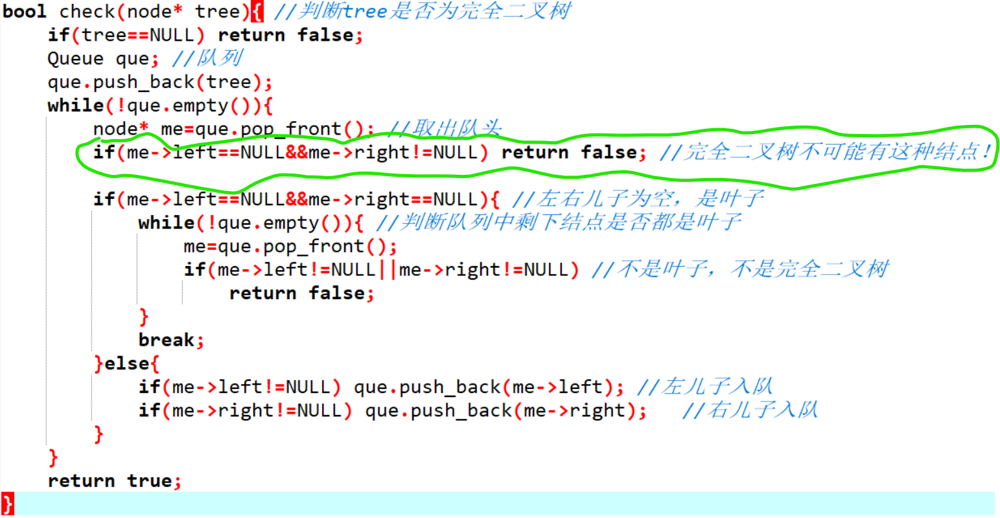 bool check(node* tree){ //判断tree是否为完全二叉树
if(tree==NULL) return false;
Queue que; //队列
que.push_back(tree);
while(!que.empty()){
node* me=que.pop_front(); //取出队头
if(me->left==NULL&&me->right!=NULL) return false; //完全二叉树不可能有这种结点!
if(me->left==NULL&&me->right==NULL){ //左右儿子为空，是叶子
while(!que.empty()){ //判断队列中剩下结点是否都是叶子
me=que.pop_front();
if(me->left!=NULL||me->right!=NULL) //不是叶子，不是完全二叉树
return false;
}
break;
}else{
if(me->left!=NULL) que.push_back(me->left); //左儿子入队
if(me->right!=NULL) que.push_back(me->right); //右儿子入队
}
}
return true;
}